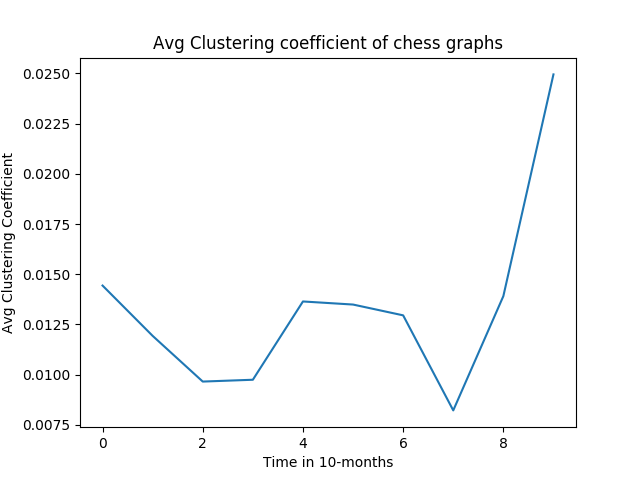 Avg Clustering coefficient of chess graphs
Avg Clustering Coefficient
0.0250
0.0225
0.0200
0.0175
0.0150
0.0125
0.0100
0.0075
0 2 4 6 8
Time in 10-months